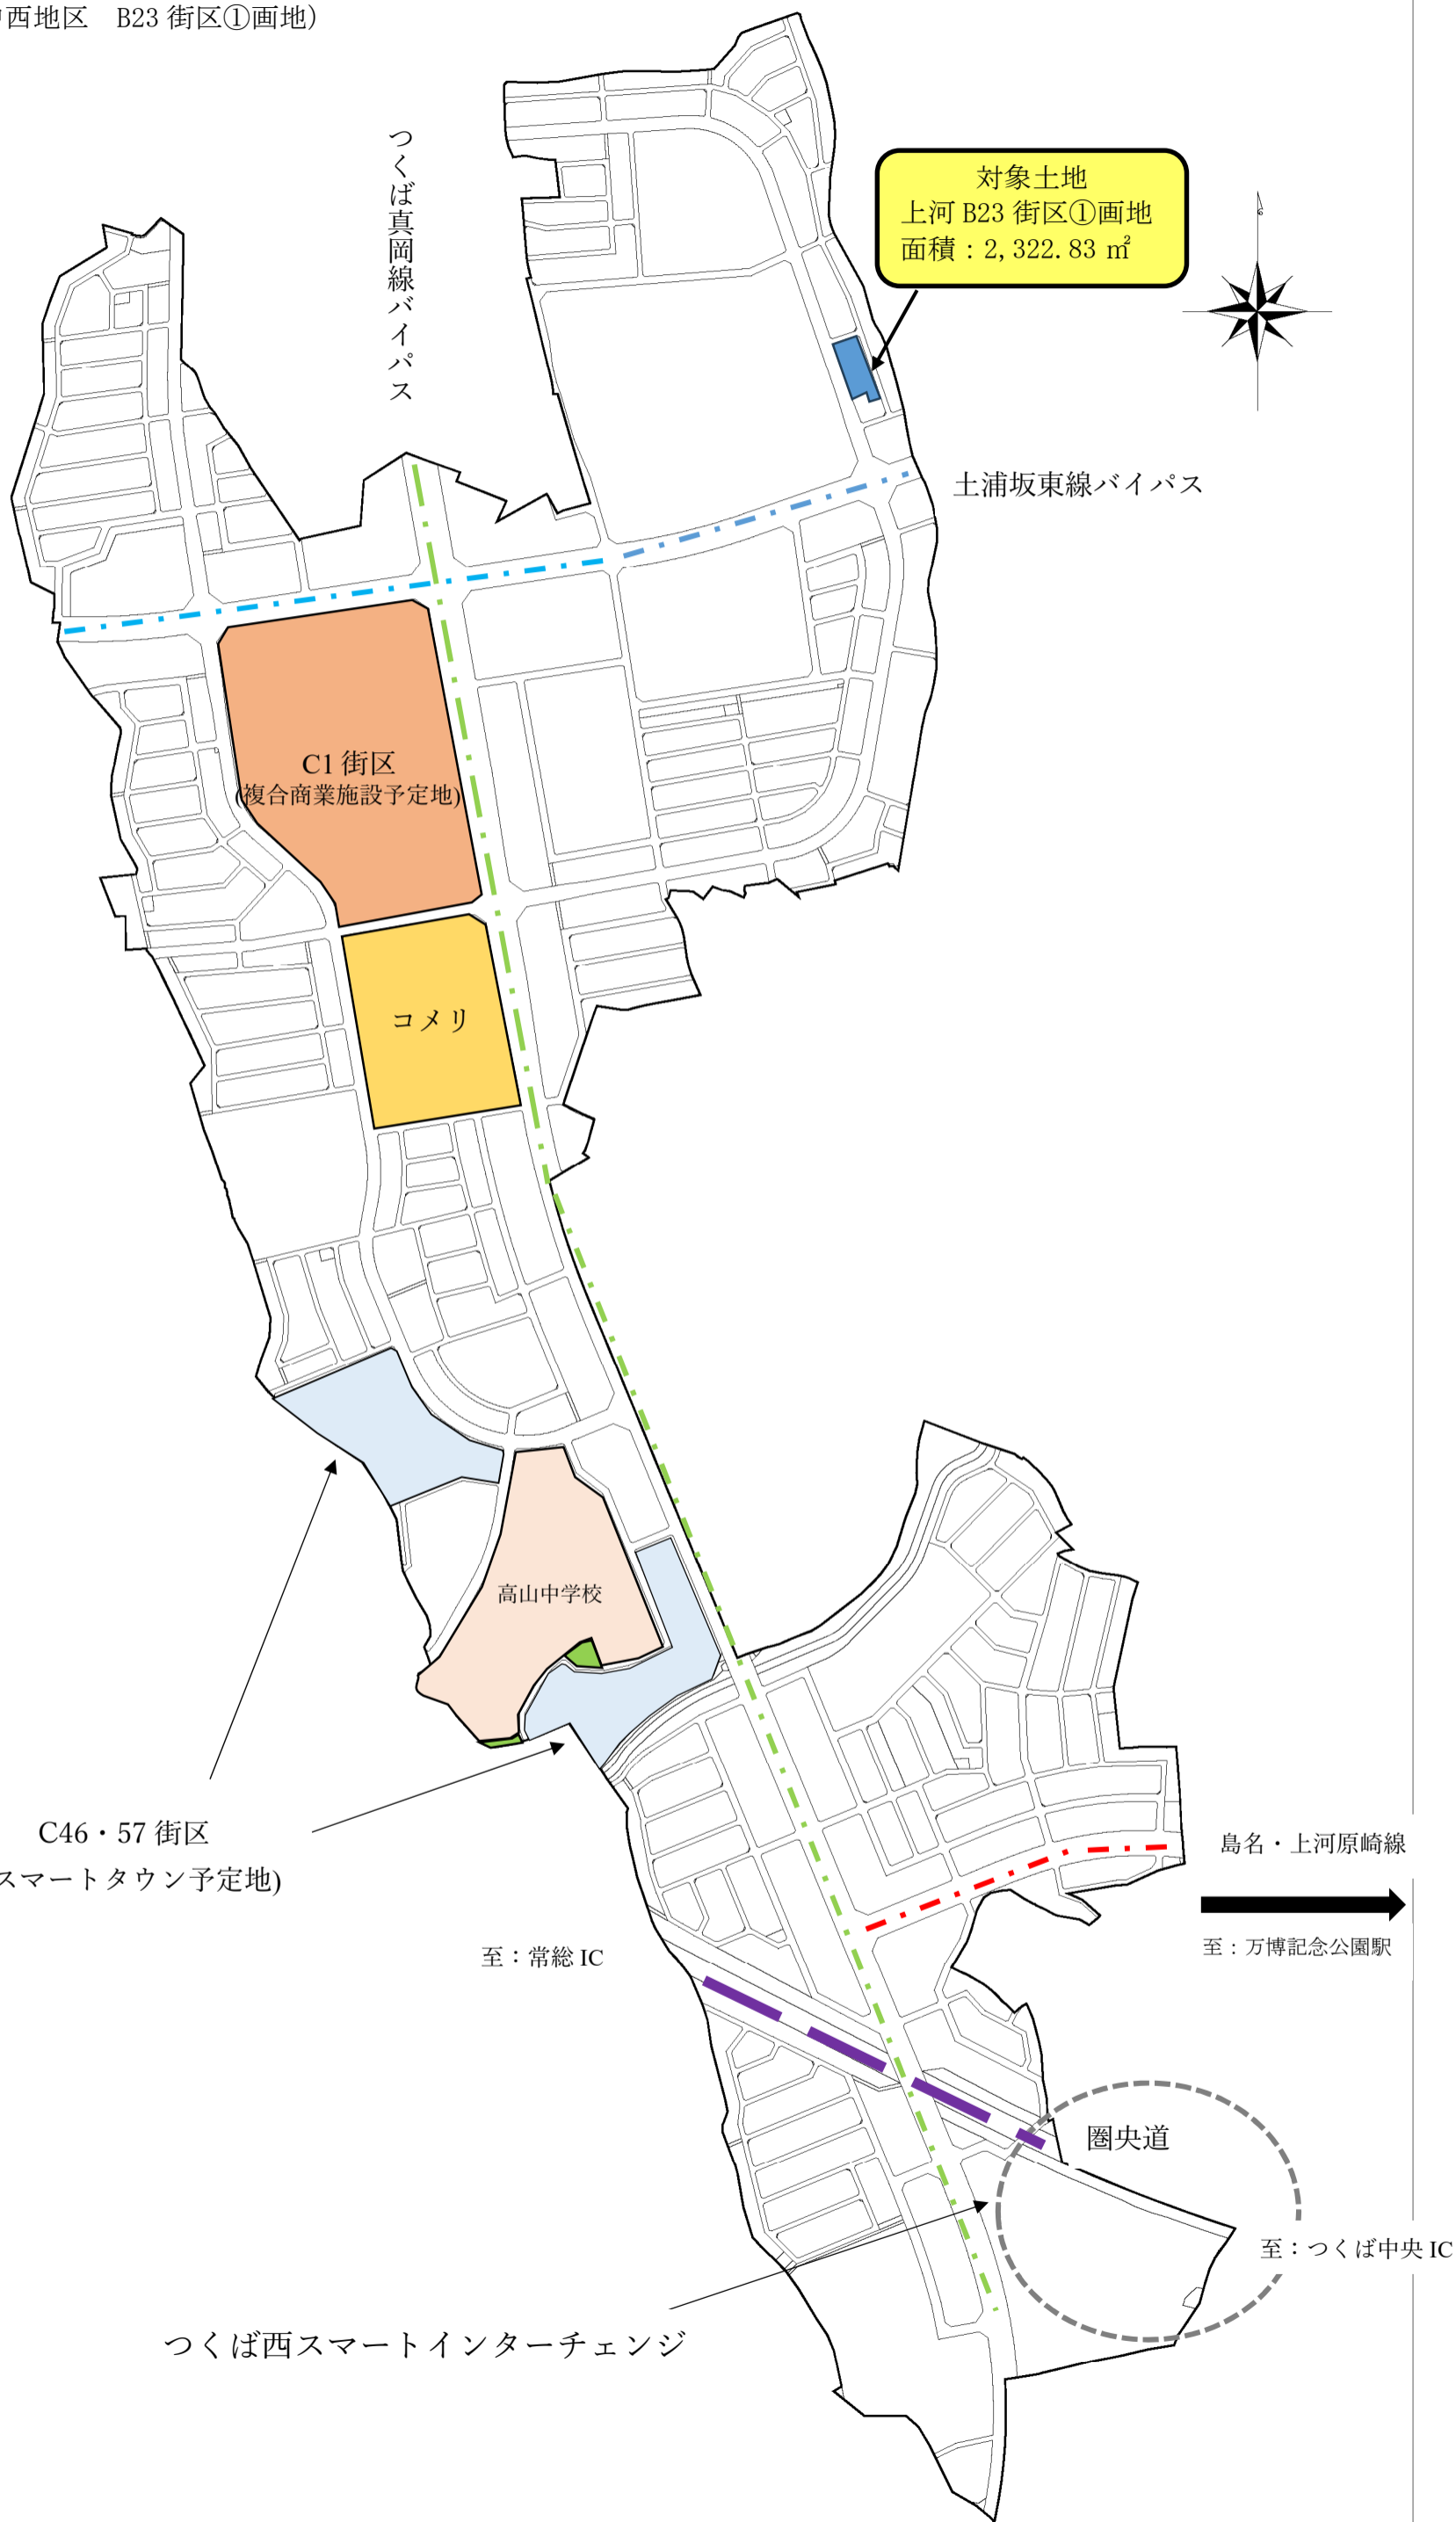 西地区 B23 街区①画地)
つくば真岡線バイパス
対象土地
上河 B23 街区①画地
面積：2,322.83 ㎡
土浦坂東線バイパス
C1 街区
(複合商業施設予定地)
コメリ
高山中学校
C46・57 街区
スマートタウン予定地)
島名・上河原崎線
至：万博記念公園駅
至：常総 IC
圏央道
至：つくば中央 IC
つくば西スマートインターチェンジ